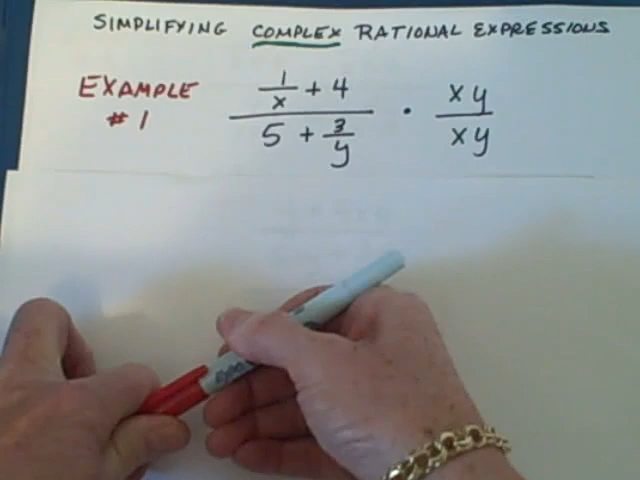 SIMPLIFYING COMPLEX RATIONAL EXPRESSIONS
EXAMPLE
# 1
1/x + 4 xy
5 + 3/y · xy